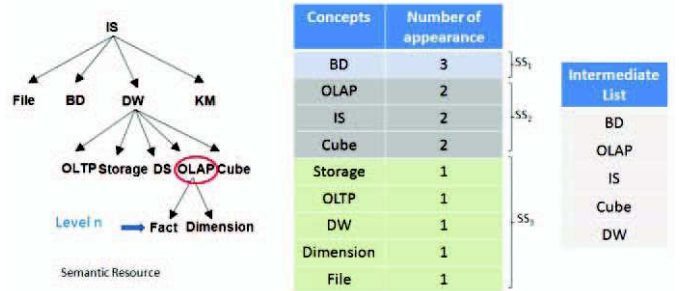 IS
File BD DW KM
OLTP Storage DS OLAP Cube
Level n Fact Dimension
Semantic Resource
Concepts Number of appearance
BD 3
OLAP 2
IS 2
Cube 2
Storage 1
OLTP 1
DW 1
Dimension 1
File 1
SS₁
SS₂
SS₃
Intermediate
List
BD
OLAP
IS
Cube
DW